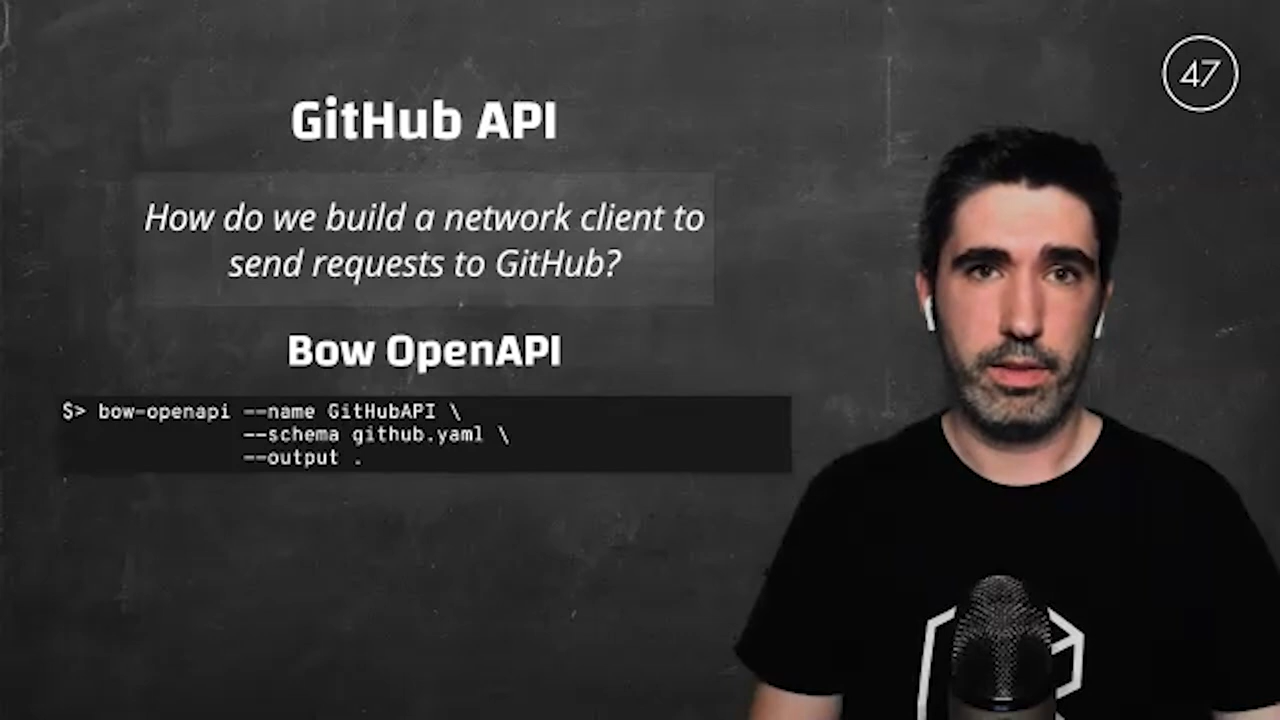 47
GitHub API
How do we build a network client to
send requests to GitHub?
Bow OpenAPI
$> bow-openapi --name GitHubAPI \
--schema github.yaml \
--output .